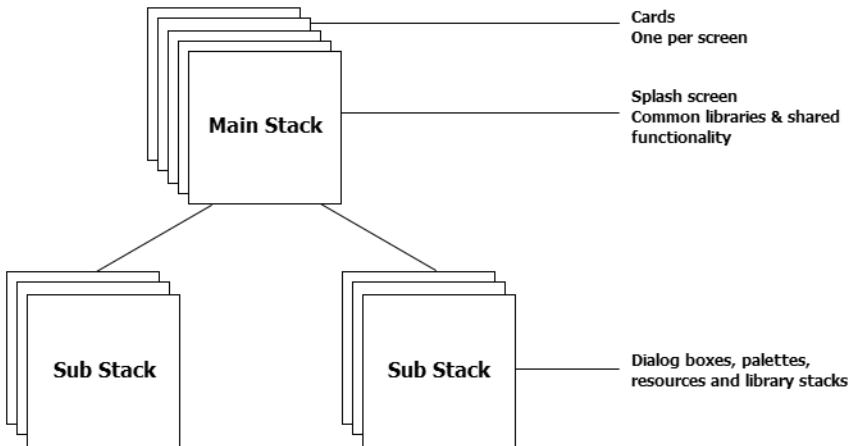 Cards
One per screen
Splash screen
Common libraries & shared
functionality
Main Stack
Sub Stack
Sub Stack
Dialog boxes, palettes,
resources and library stacks